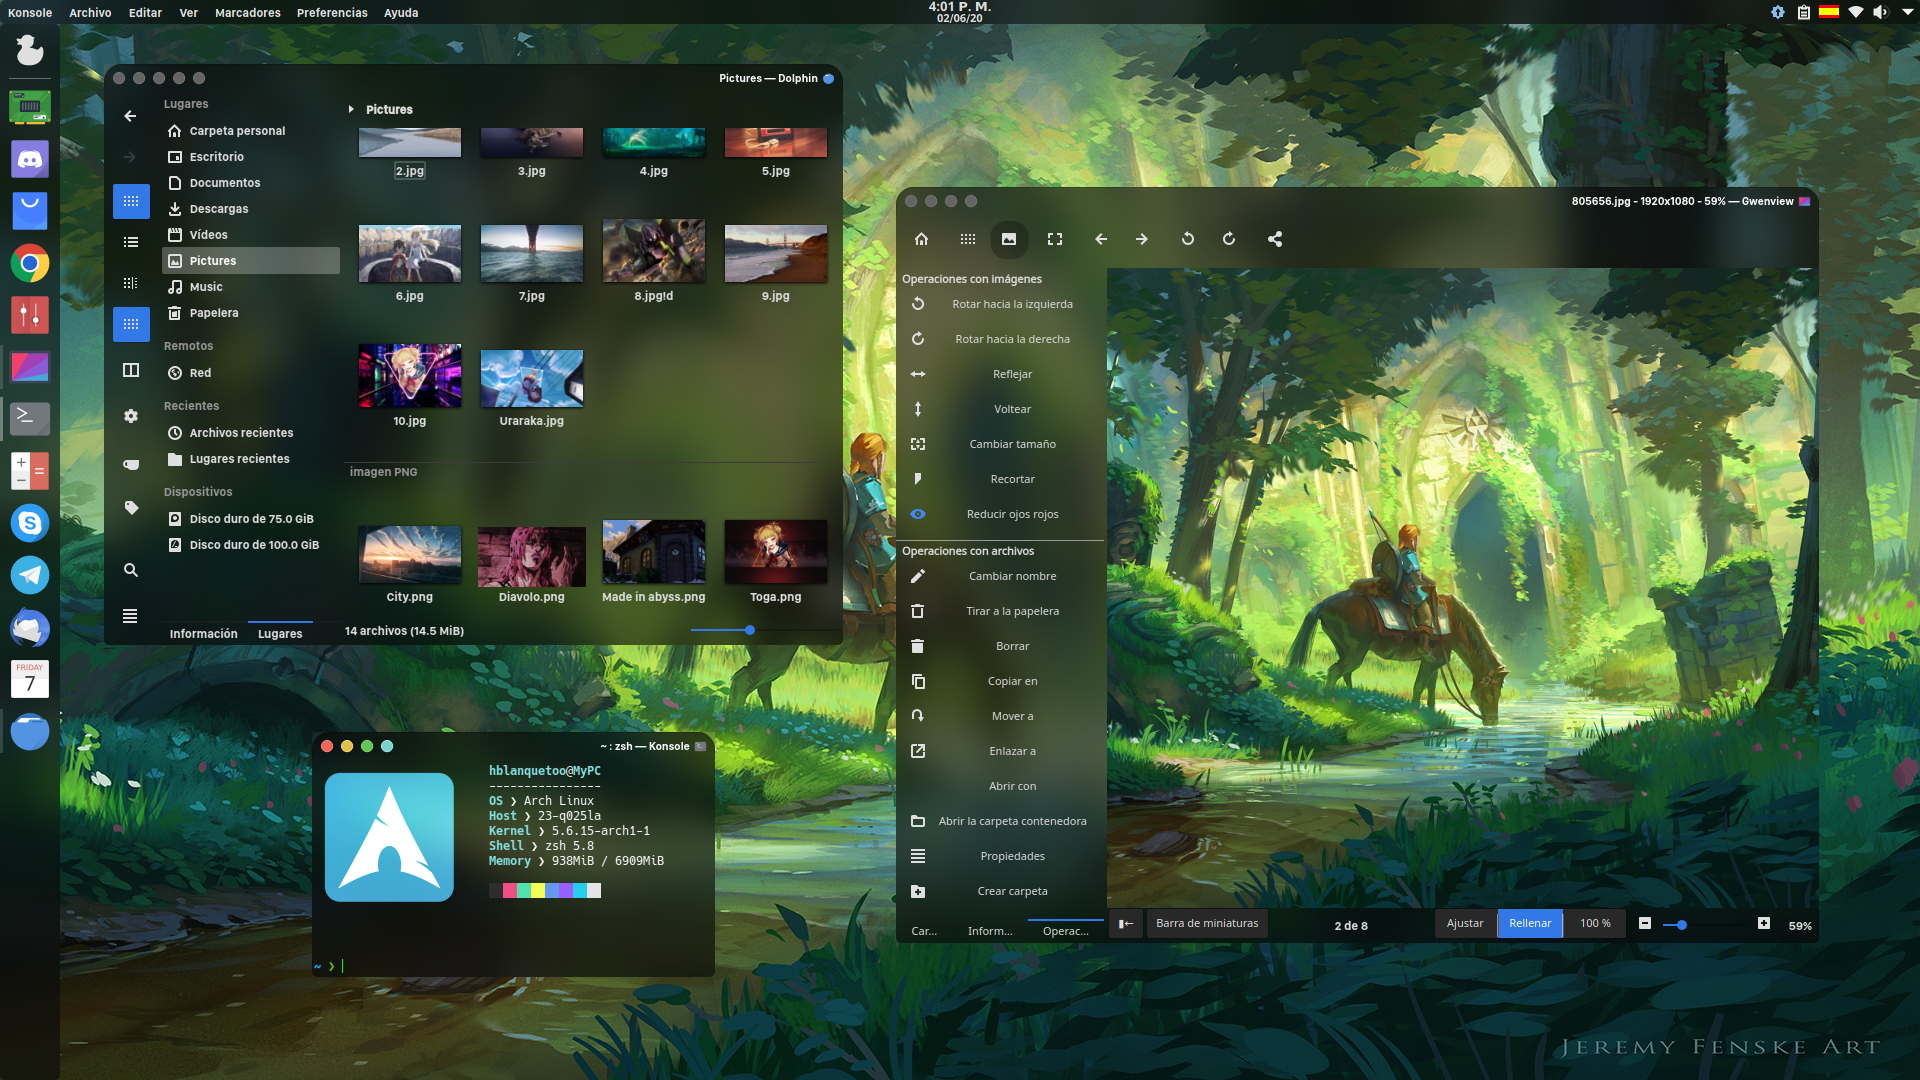 Konsole Archivo Editar Ver Marcadores Preferencias Ayuda
4:01 P. M.
02/06/20
Pictures — Dolphin
Lugares
Carpeta personal
Escritorio
Documentos
Descargas
Vídeos
Pictures
Music
Papelera
Remotos
Red
Recientes
Archivos recientes
Lugares recientes
Dispositivos
Disco duro de 75.0 GiB
Disco duro de 100.0 GiB
Información Lugares
Pictures
2.jpg 3.jpg 4.jpg 5.jpg
6.jpg 7.jpg 8.jpg!d 9.jpg
10.jpg Uraraka.jpg
imagen PNG
City.png Diavolo.png Made in abyss.png Toga.png
14 archivos (14.5 MiB)
FRIDAY
7
~ : zsh — Konsole
hblanquetoo@MyPC
----------------
OS ❯ Arch Linux
Host ❯ 23-q025la
Kernel ❯ 5.6.15-arch1-1
Shell ❯ zsh 5.8
Memory ❯ 938MiB / 6909MiB
~ ❯
805656.jpg - 1920x1080 - 59% — Gwenview
Operaciones con imágenes
Rotar hacia la izquierda
Rotar hacia la derecha
Reflejar
Voltear
Cambiar tamaño
Recortar
Reducir ojos rojos
Operaciones con archivos
Cambiar nombre
Tirar a la papelera
Borrar
Copiar en
Mover a
Enlazar a
Abrir con
Abrir la carpeta contenedora
Propiedades
Crear carpeta
Car... Inform... Operac...
Barra de miniaturas 2 de 8 Ajustar Rellenar 100 % 59%
JEREMY FENSKE ART